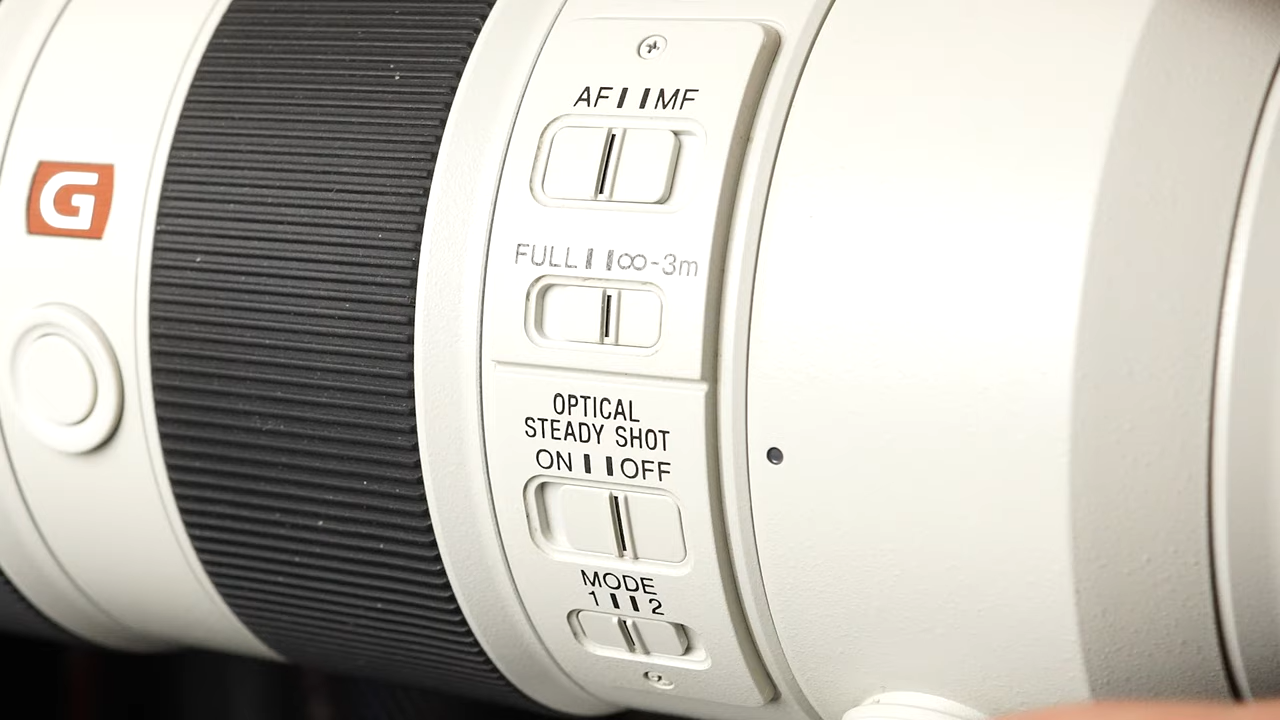 G
AF MF
FULL ∞-3m
OPTICAL
STEADY SHOT
ON OFF
MODE
1 2